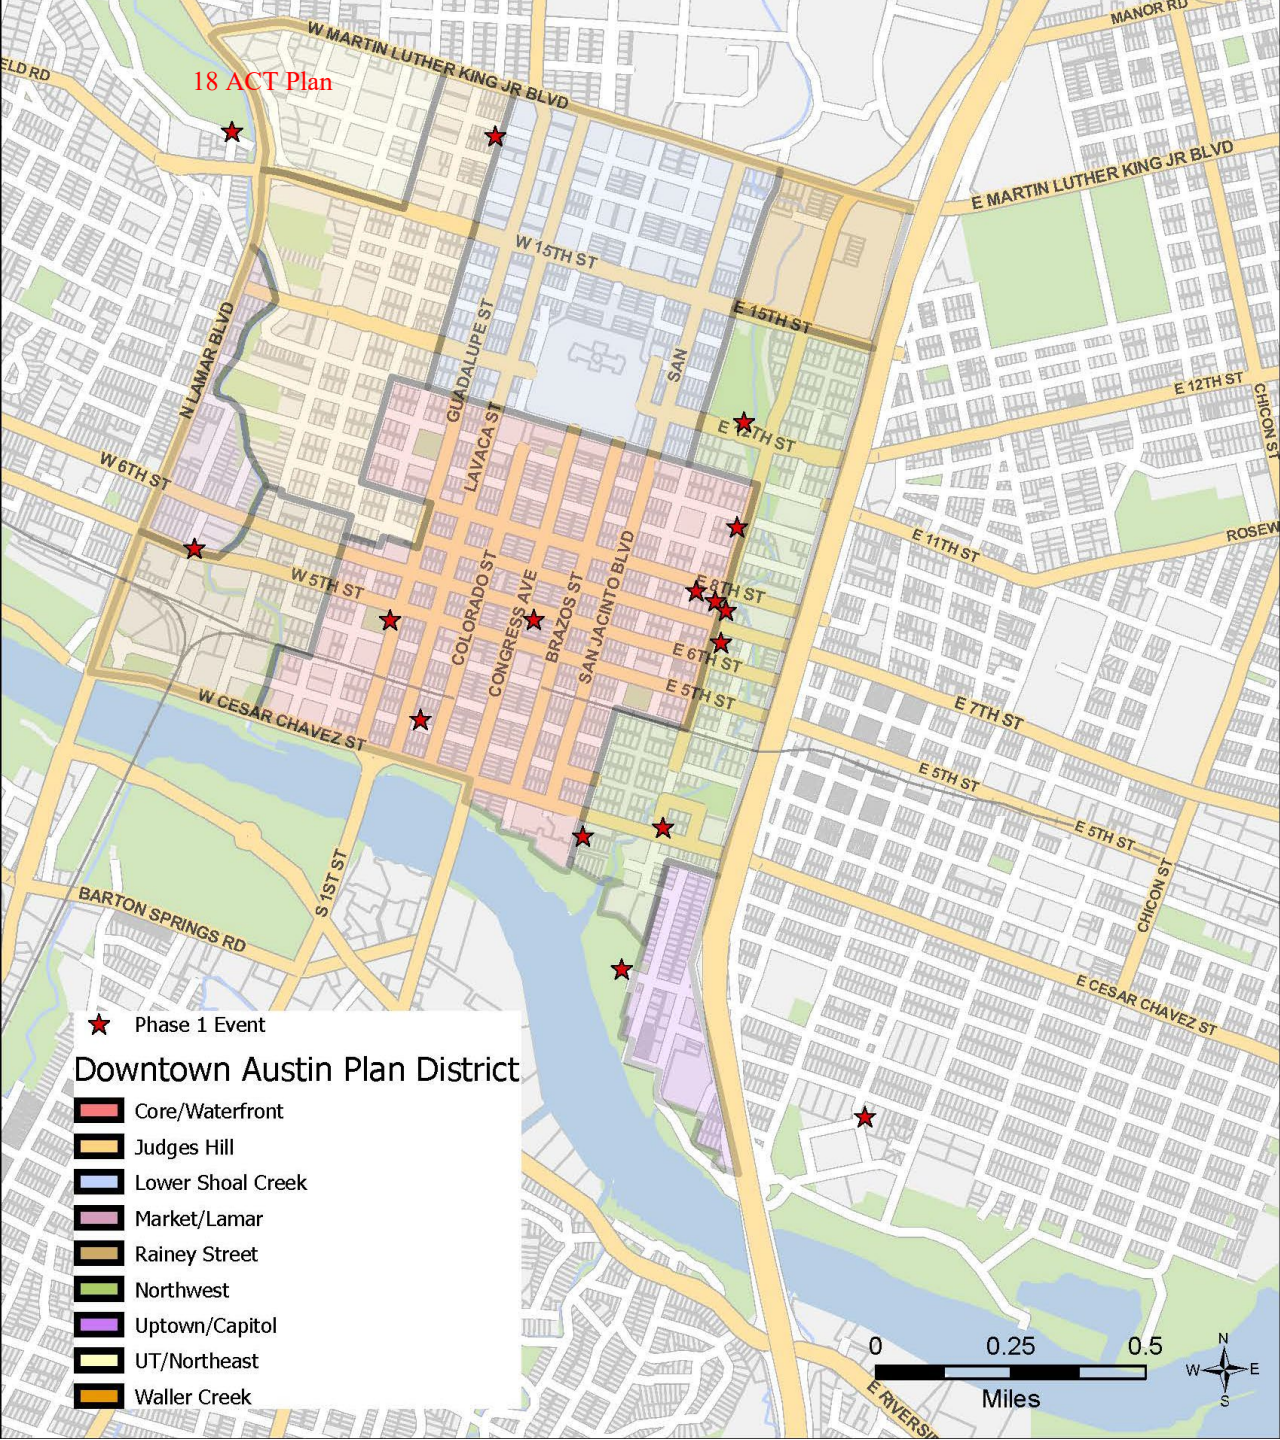 MANOR RD
W MARTIN LUTHER KING JR BLVD
ELD RD
18 ACT Plan
E MARTIN LUTHER KING JR BLVD
W 15TH ST
E 15TH ST
N LAMAR BLVD
GUADALUPE ST
SAN
E 12TH ST
CHICON ST
LAVACA ST
E 12TH ST
W 6TH ST
E 11TH ST
ROSEW
W 5TH ST
COLORADO ST
CONGRESS AVE
BRAZOS ST
SAN JACINTO BLVD
E 8TH ST
E 6TH ST
E 5TH ST
W CESAR CHAVEZ ST
E 7TH ST
E 5TH ST
E 5TH ST
S 1ST ST
BARTON SPRINGS RD
CHICON ST
E CESAR CHAVEZ ST
Phase 1 Event
Downtown Austin Plan District
Core/Waterfront
Judges Hill
Lower Shoal Creek
Market/Lamar
Rainey Street
Northwest
Uptown/Capitol
UT/Northeast
Waller Creek
0 0.25 0.5
Miles
N
W E
S
E RIVERSI